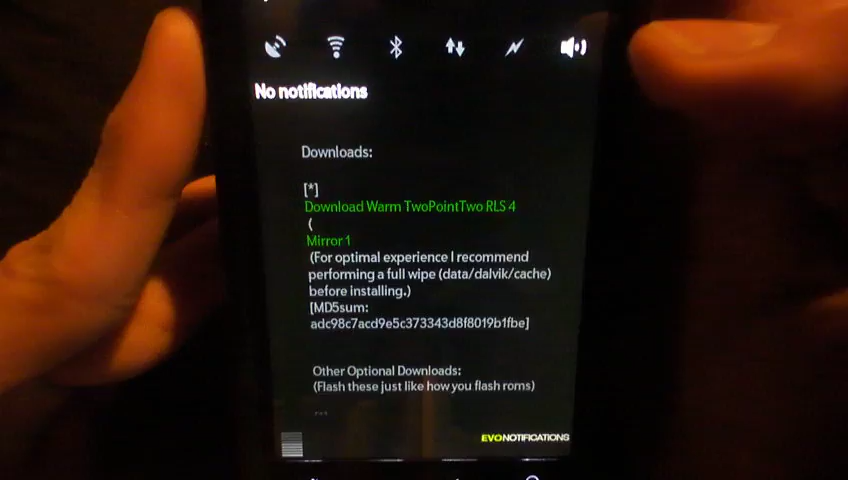 No notifications
Downloads:
[*]
Download Warm TwoPointTwo RLS 4
(
Mirror 1
(For optimal experience I recommend
performing a full wipe (data/dalvik/cache)
before installing.)
[MD5sum:
adc98c7acd9e5c373343d8f8019b1fbe]
Other Optional Downloads:
(Flash these just like how you flash roms)
EVONOTIFICATIONS